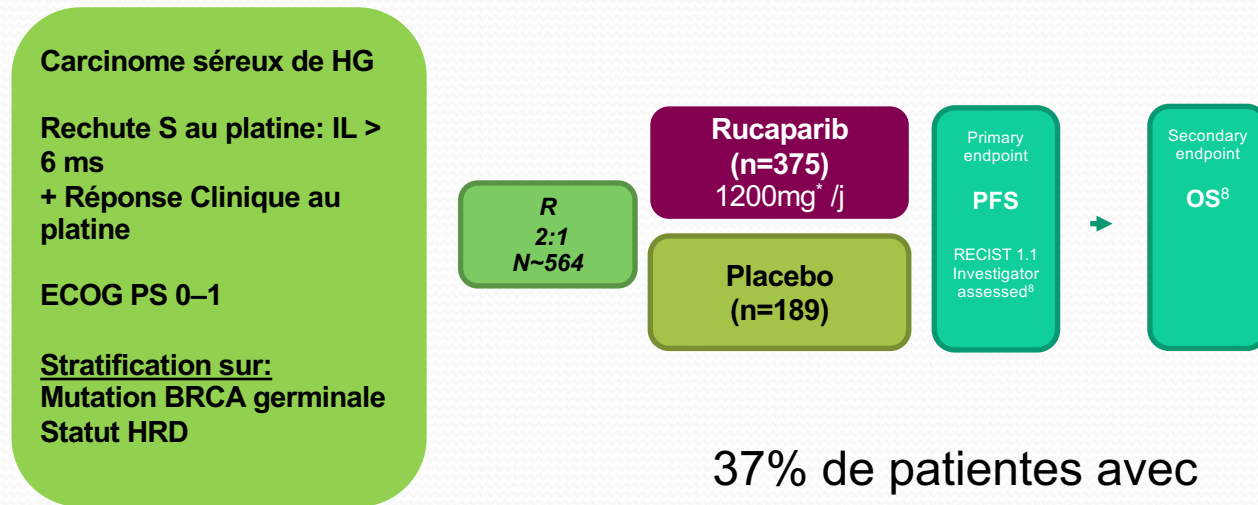 Carcinome séreux de HG
Rechute S au platine: IL >
6 ms
+ Réponse Clinique au
platine
ECOG PS 0–1
Stratification sur:
Mutation BRCA germinale
Statut HRD
R
2:1
N~564
Rucaparib
(n=375)
1200mg* /j
Placebo
(n=189)
Primary
endpoint
PFS
RECIST 1.1
Investigator
assessed8
Secondary
endpoint
OS8
37% de patientes avec